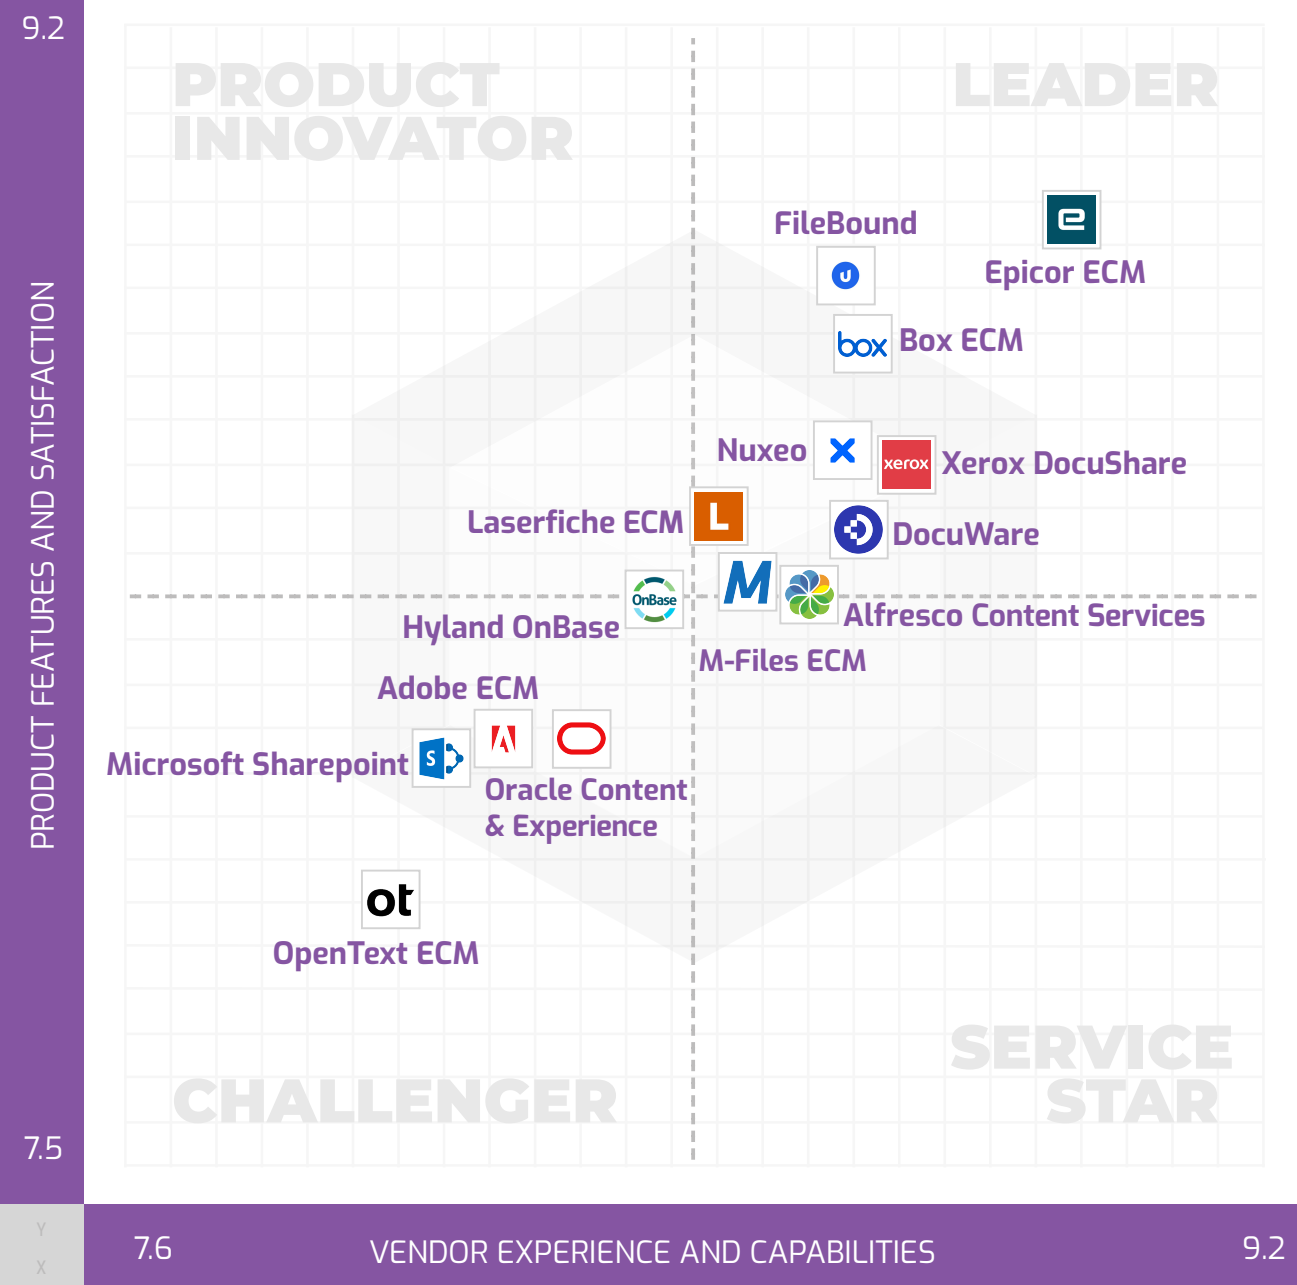 9.2
PRODUCT
INNOVATOR
LEADER
FileBound
Epicor ECM
box
Box ECM
Nuxeo
xerox
Xerox DocuShare
Laserfiche ECM
L
DocuWare
M
OnBase
Hyland OnBase
Alfresco Content Services
M-Files ECM
Adobe ECM
Microsoft Sharepoint
S
Oracle Content
& Experience
ot
OpenText ECM
CHALLENGER
SERVICE
STAR
PRODUCT FEATURES AND SATISFACTION
7.5
Y
X
7.6
VENDOR EXPERIENCE AND CAPABILITIES
9.2